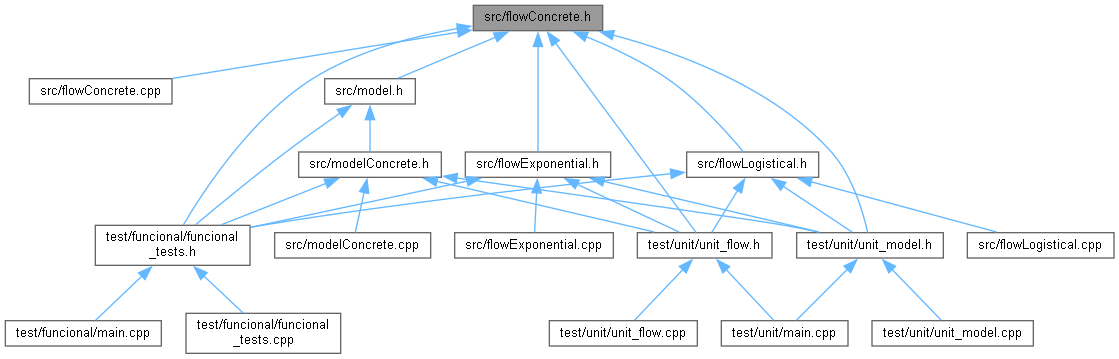 src/flowConcrete.h
src/flowConcrete.cpp
src/model.h
src/modelConcrete.h
src/flowExponential.h
src/flowLogistical.h
test/funcional/funcional
_tests.h
src/modelConcrete.cpp
src/flowExponential.cpp
test/unit/unit_flow.h
test/unit/unit_model.h
src/flowLogistical.cpp
test/funcional/main.cpp
test/funcional/funcional
_tests.cpp
test/unit/unit_flow.cpp
test/unit/main.cpp
test/unit/unit_model.cpp